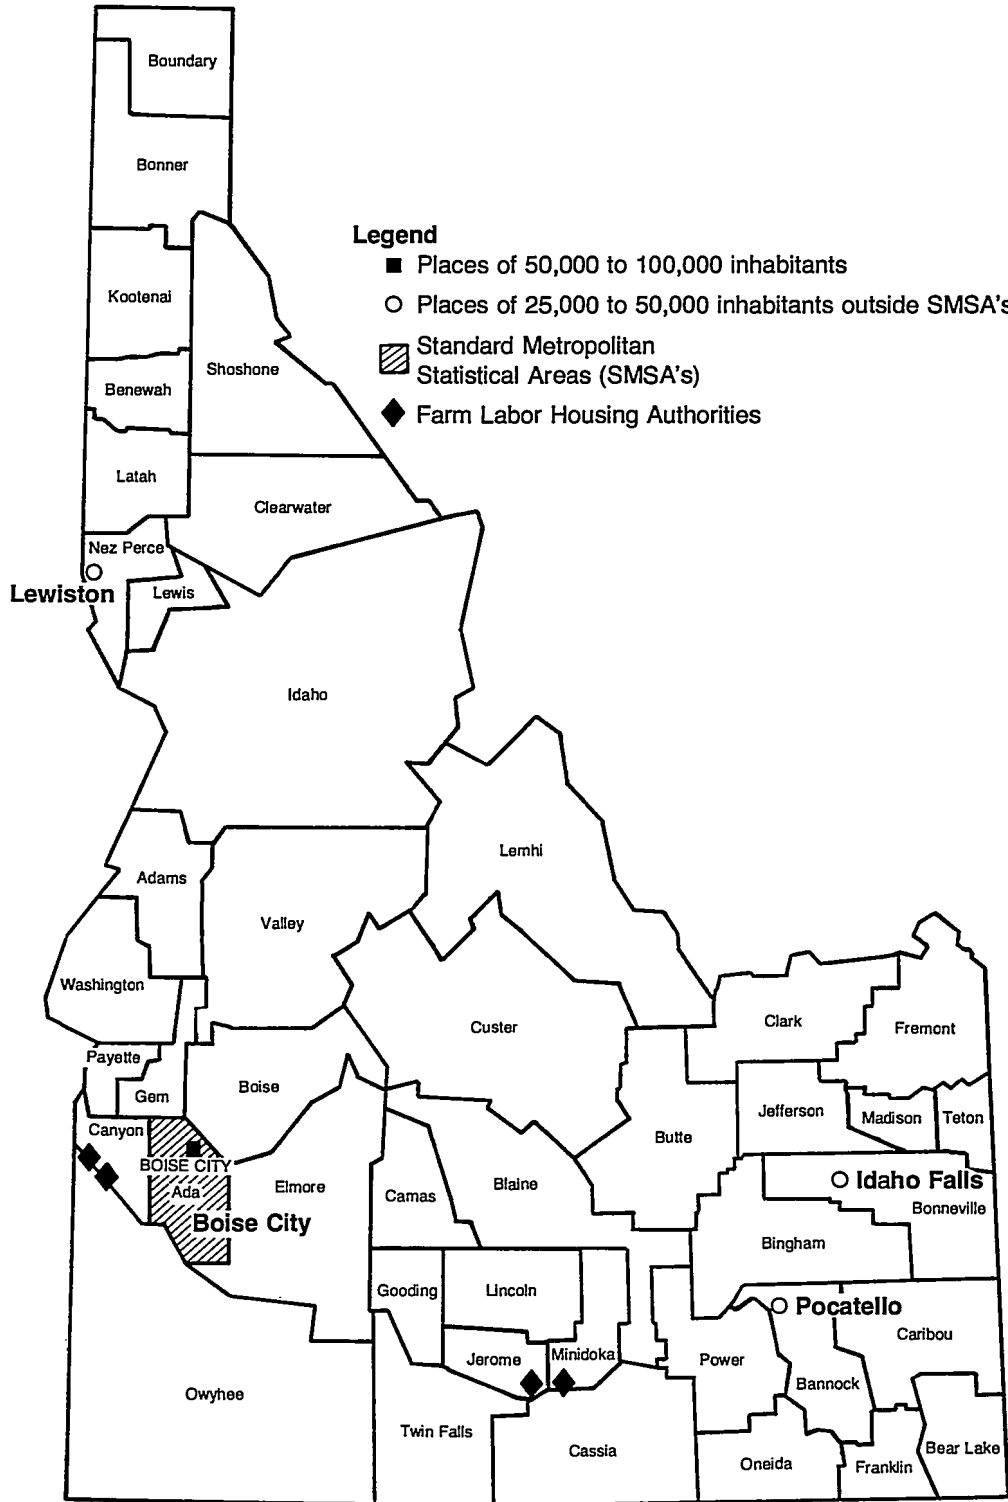 Boundary
Bonner
Legend
Places of 50,000 to 100,000 inhabitants
Kootenai
Places of 25,000 to 50,000 inhabitants outside SMSA's
Standard Metropolitan
Statistical Areas (SMSA's)
Shoshone
Benewah
Farm Labor Housing Authorities
Latah
Clearwater
Nez Perce
Lewiston
Lewis
Idaho
Lemhi
Adams
Valley
Washington
Clark
Custer
Fremont
Payette
Boise
Gem
Jefferson
Madison
Teton
Canyon
Butte
BOISE CITY
Idaho Falls
Ada
Elmore
Camas
Blaine
Bonneville
Boise City
Bingham
Gooding
Lincoln
Pocatello
Caribou
Jerome
Minidoka
Power
Bannock
Owyhee
Twin Falls
Cassia
Oneida
Franklin
Bear Lake